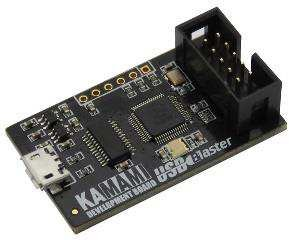 KAMAMI USB Blaster
DEVELOPMENT BOARD